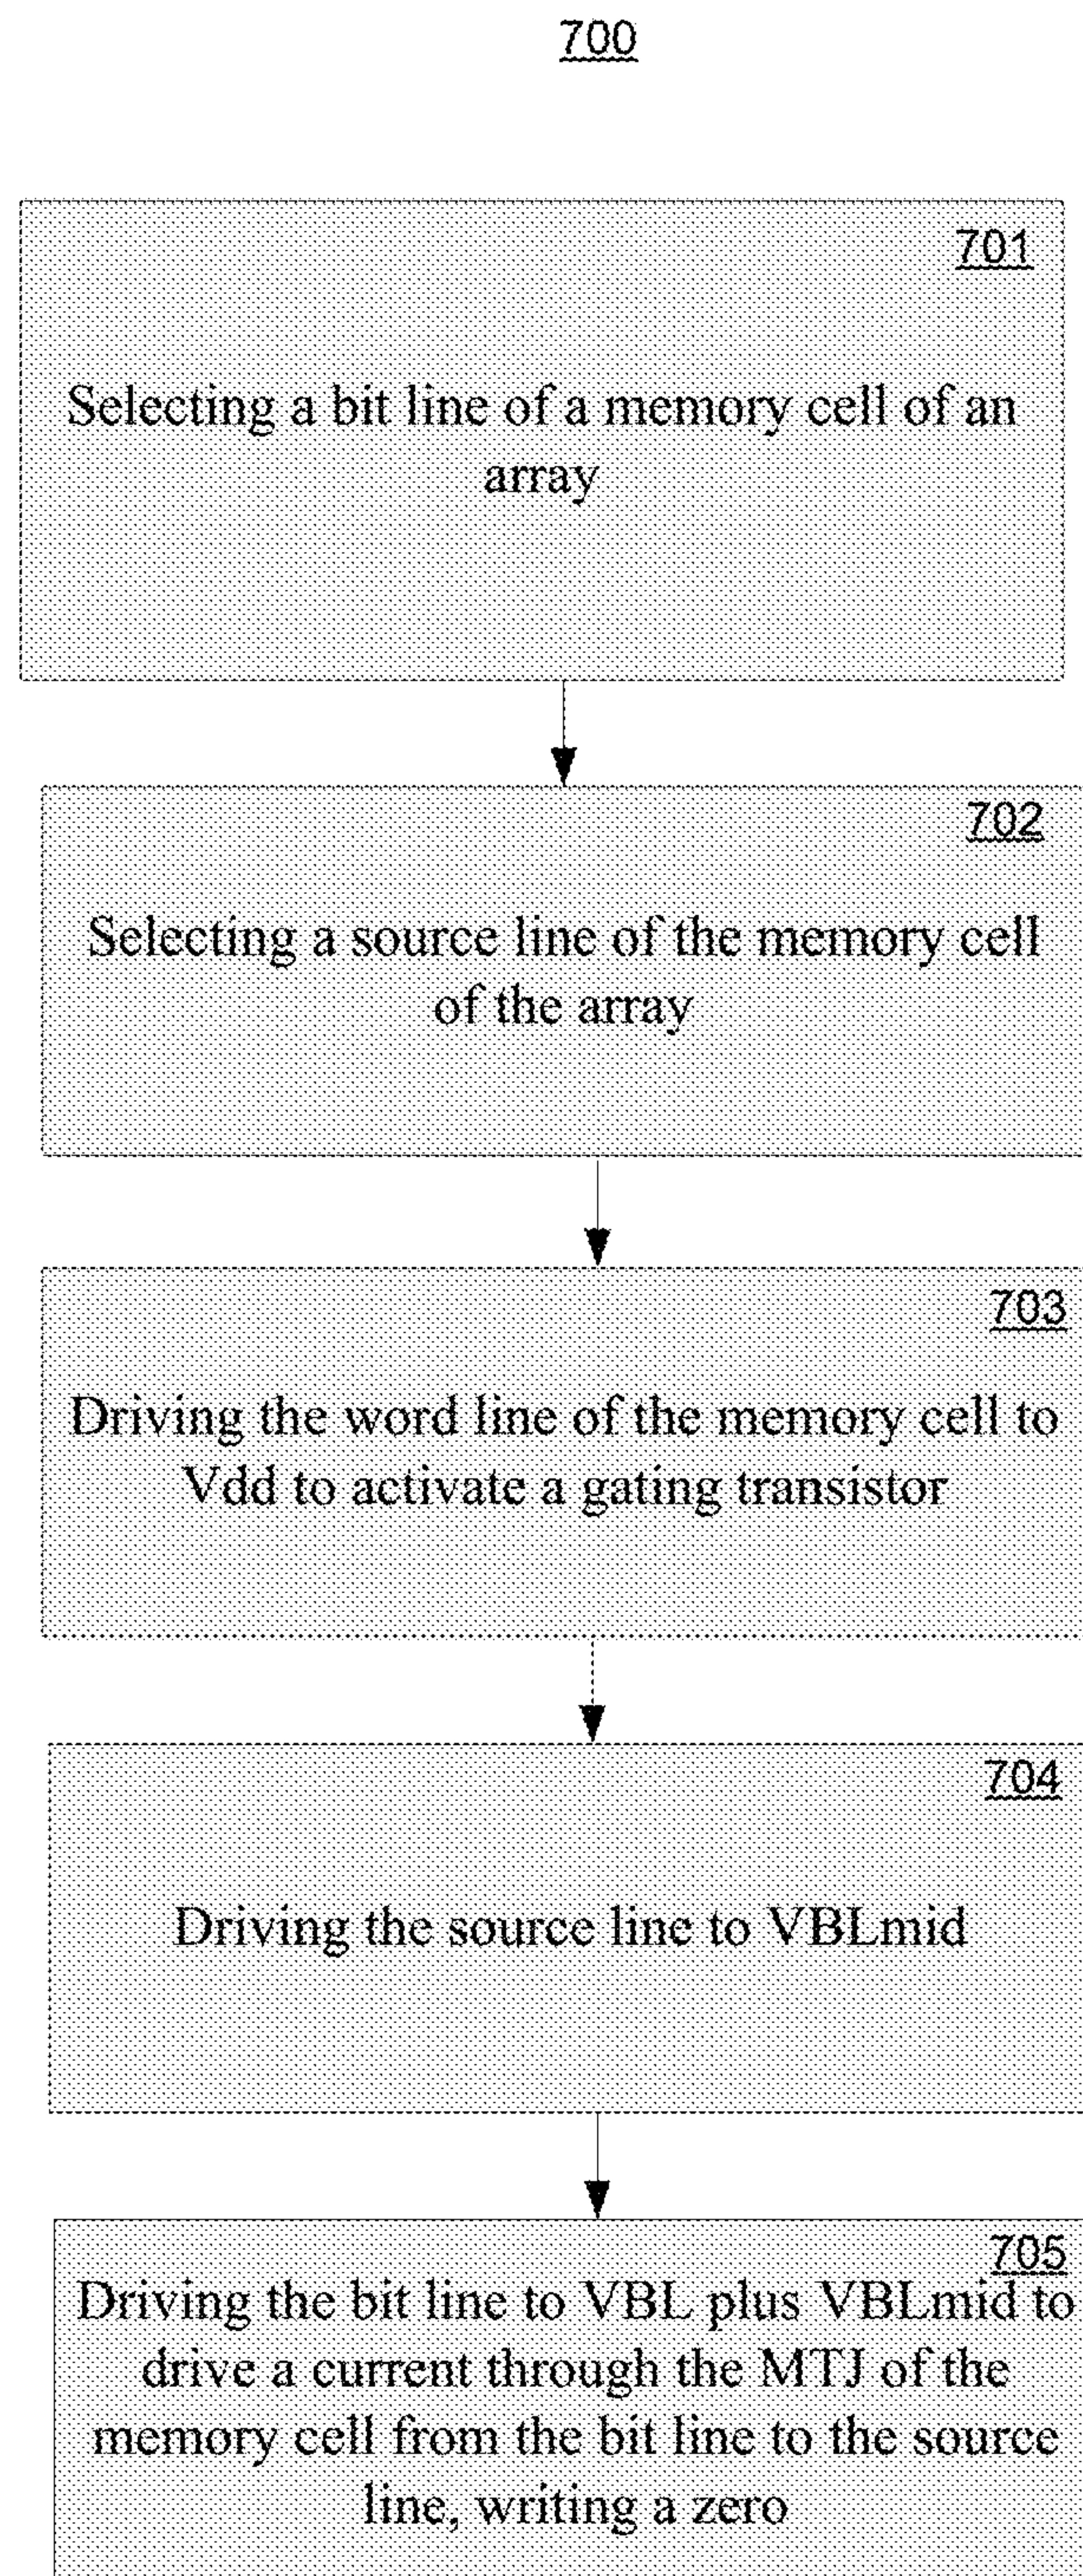 700
701
Selecting a bit line of a memory cell of an
array
702
Selecting a source line of the memory cell
of the array
703
Driving the word line of the memory cell to
Vdd to activate a gating transistor
704
Driving the source line to VBLmid
705
Driving the bit line to VBL plus VBLmid to
drive a current through the MTJ of the
memory cell from the bit line to the source
line, writing a zero